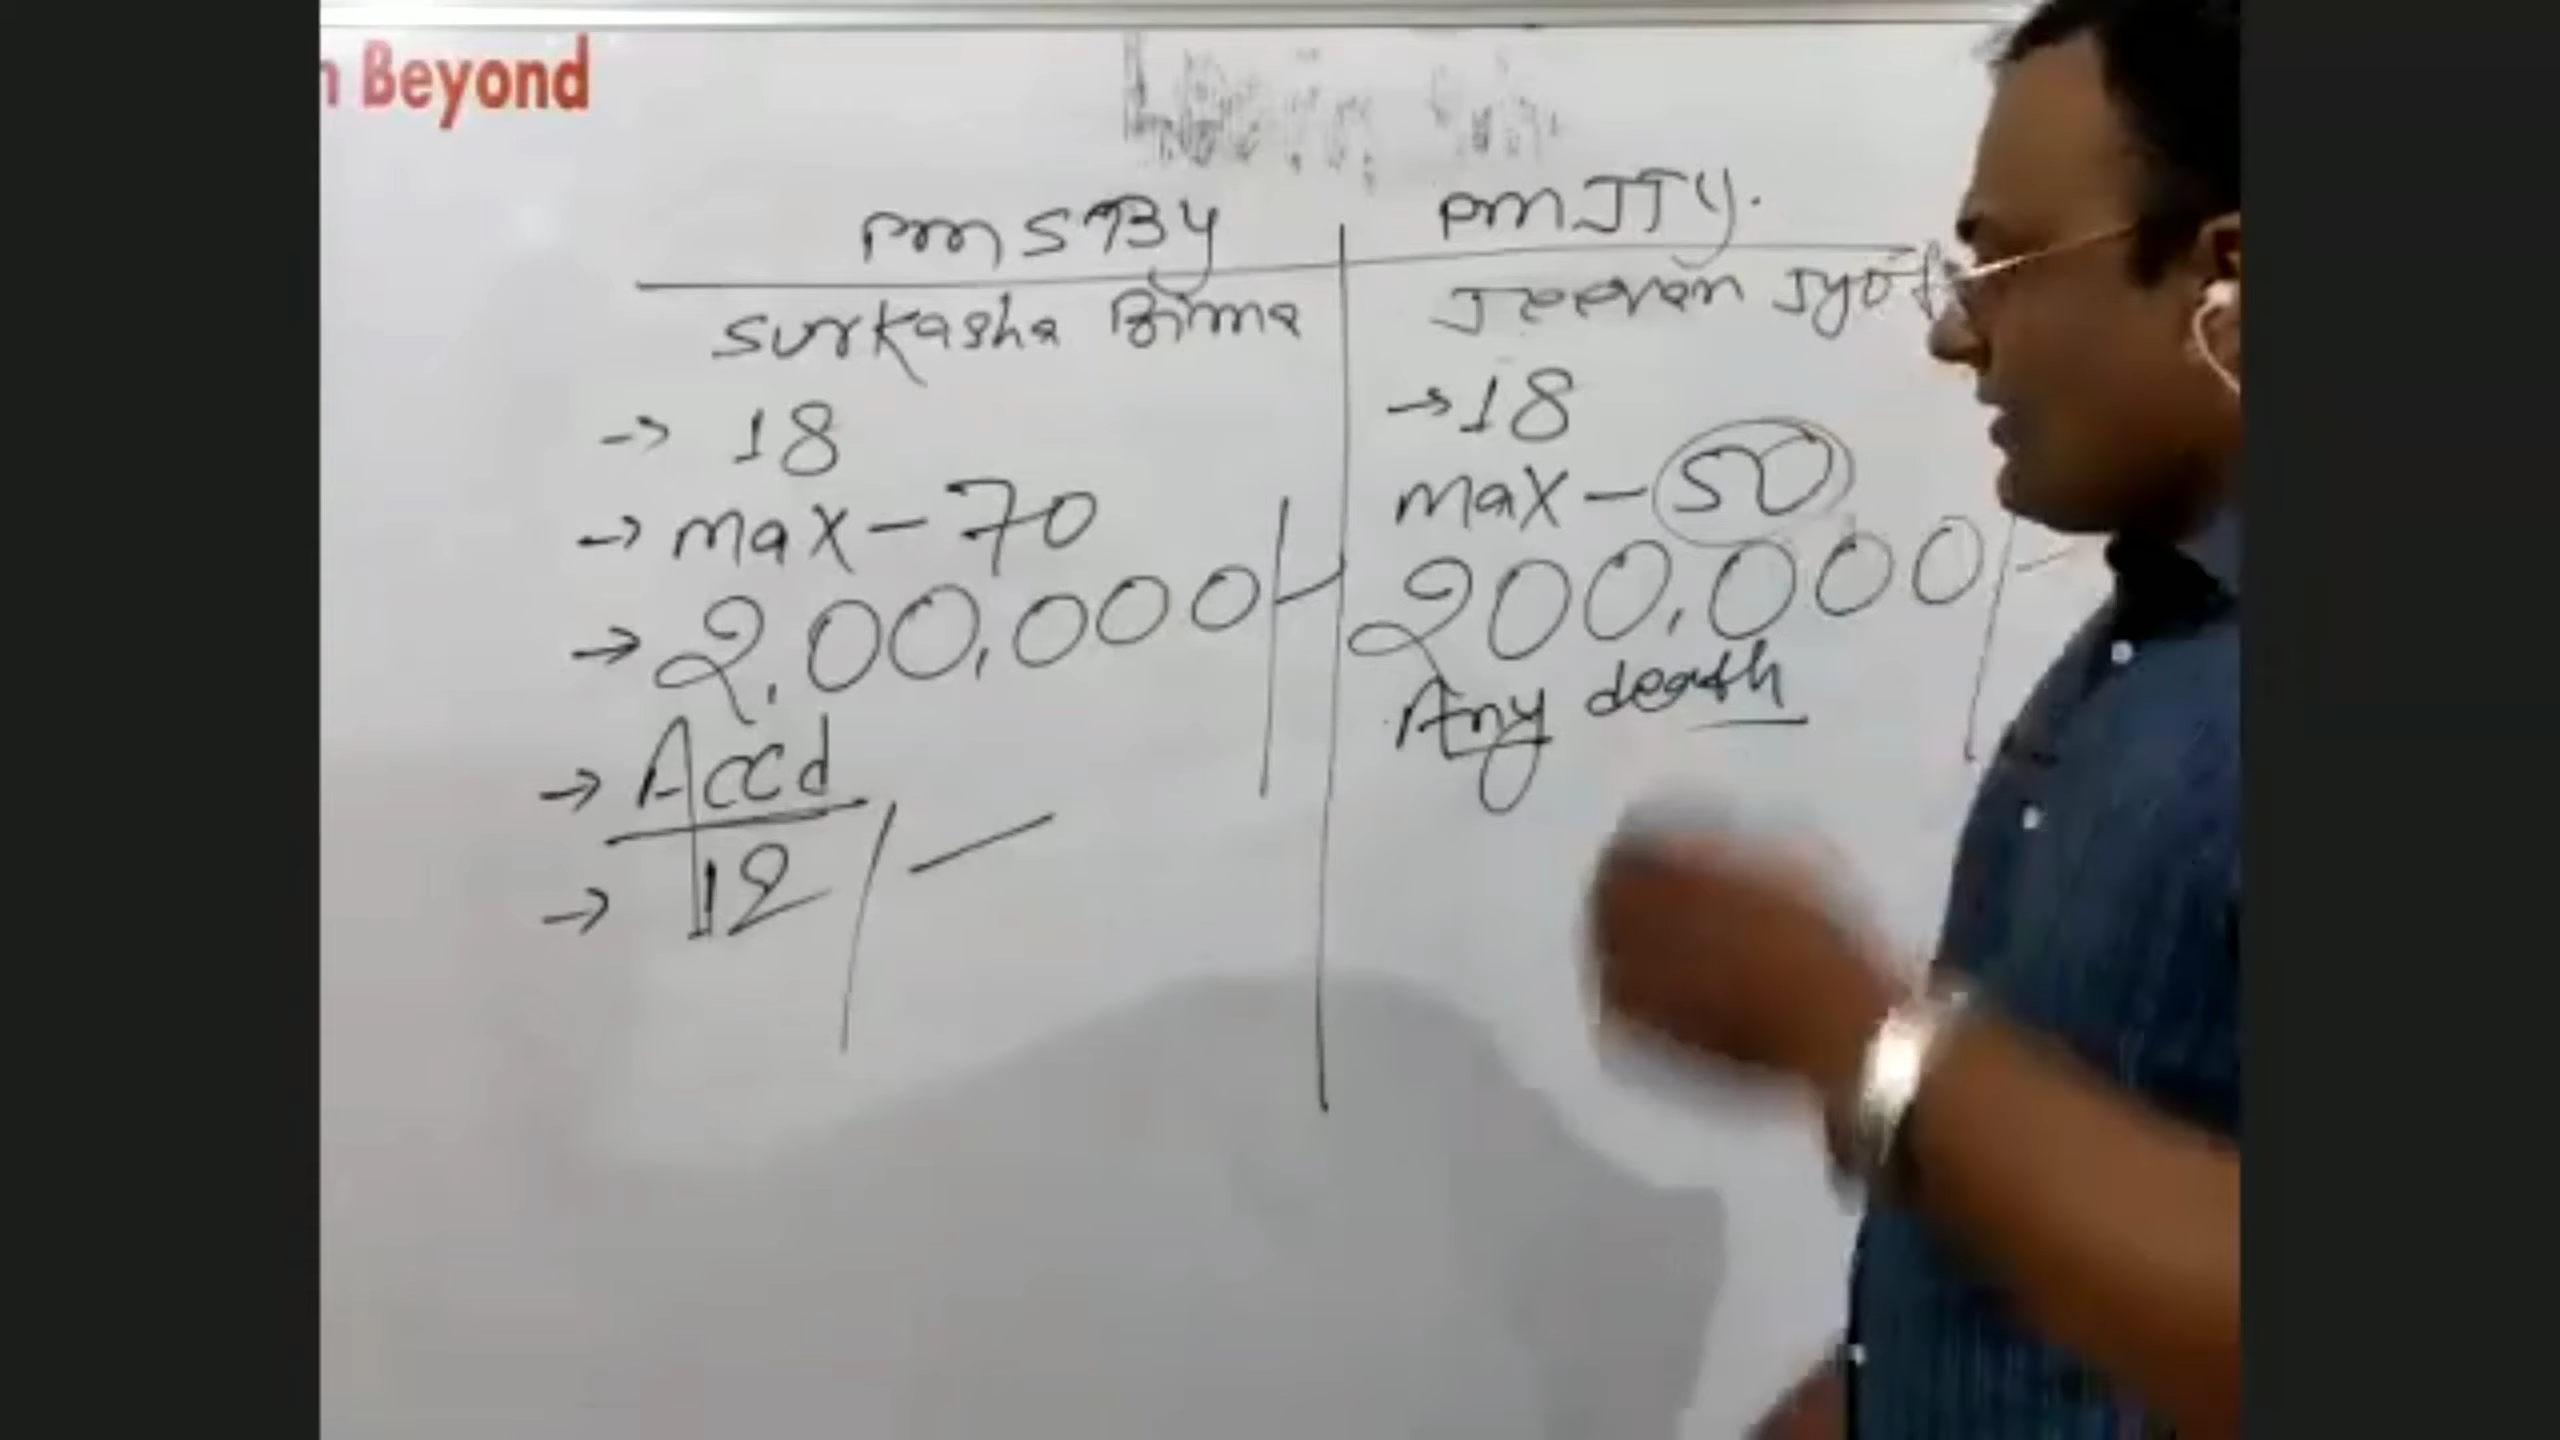 Beyond
PMSBY
Surkasha Bima
→ 18
→ max - 70
→ 2,00,000/-
→ Accd
→ 12/-
PMJJY.
Jeevan Jyot
→ 18
max - 50
200,000/-
Any death